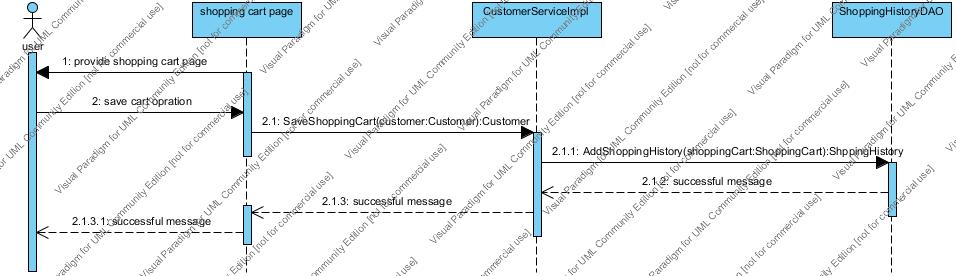 shopping cart page
CustomerServiceImpl
ShoppingHistoryDAO
user
1: provide shopping cart page
2: save cart opration
2.1: SaveShoppingCart(customer:Customer):Customer
2.1.1: AddShoppingHistory(shoppingCart:ShoppingCart):ShppingHistory
2.1.2: successful message
2.1.3: successful message
2.1.3.1: successful message
Visual Paradigm for UML Community Edition [not for commercial use]